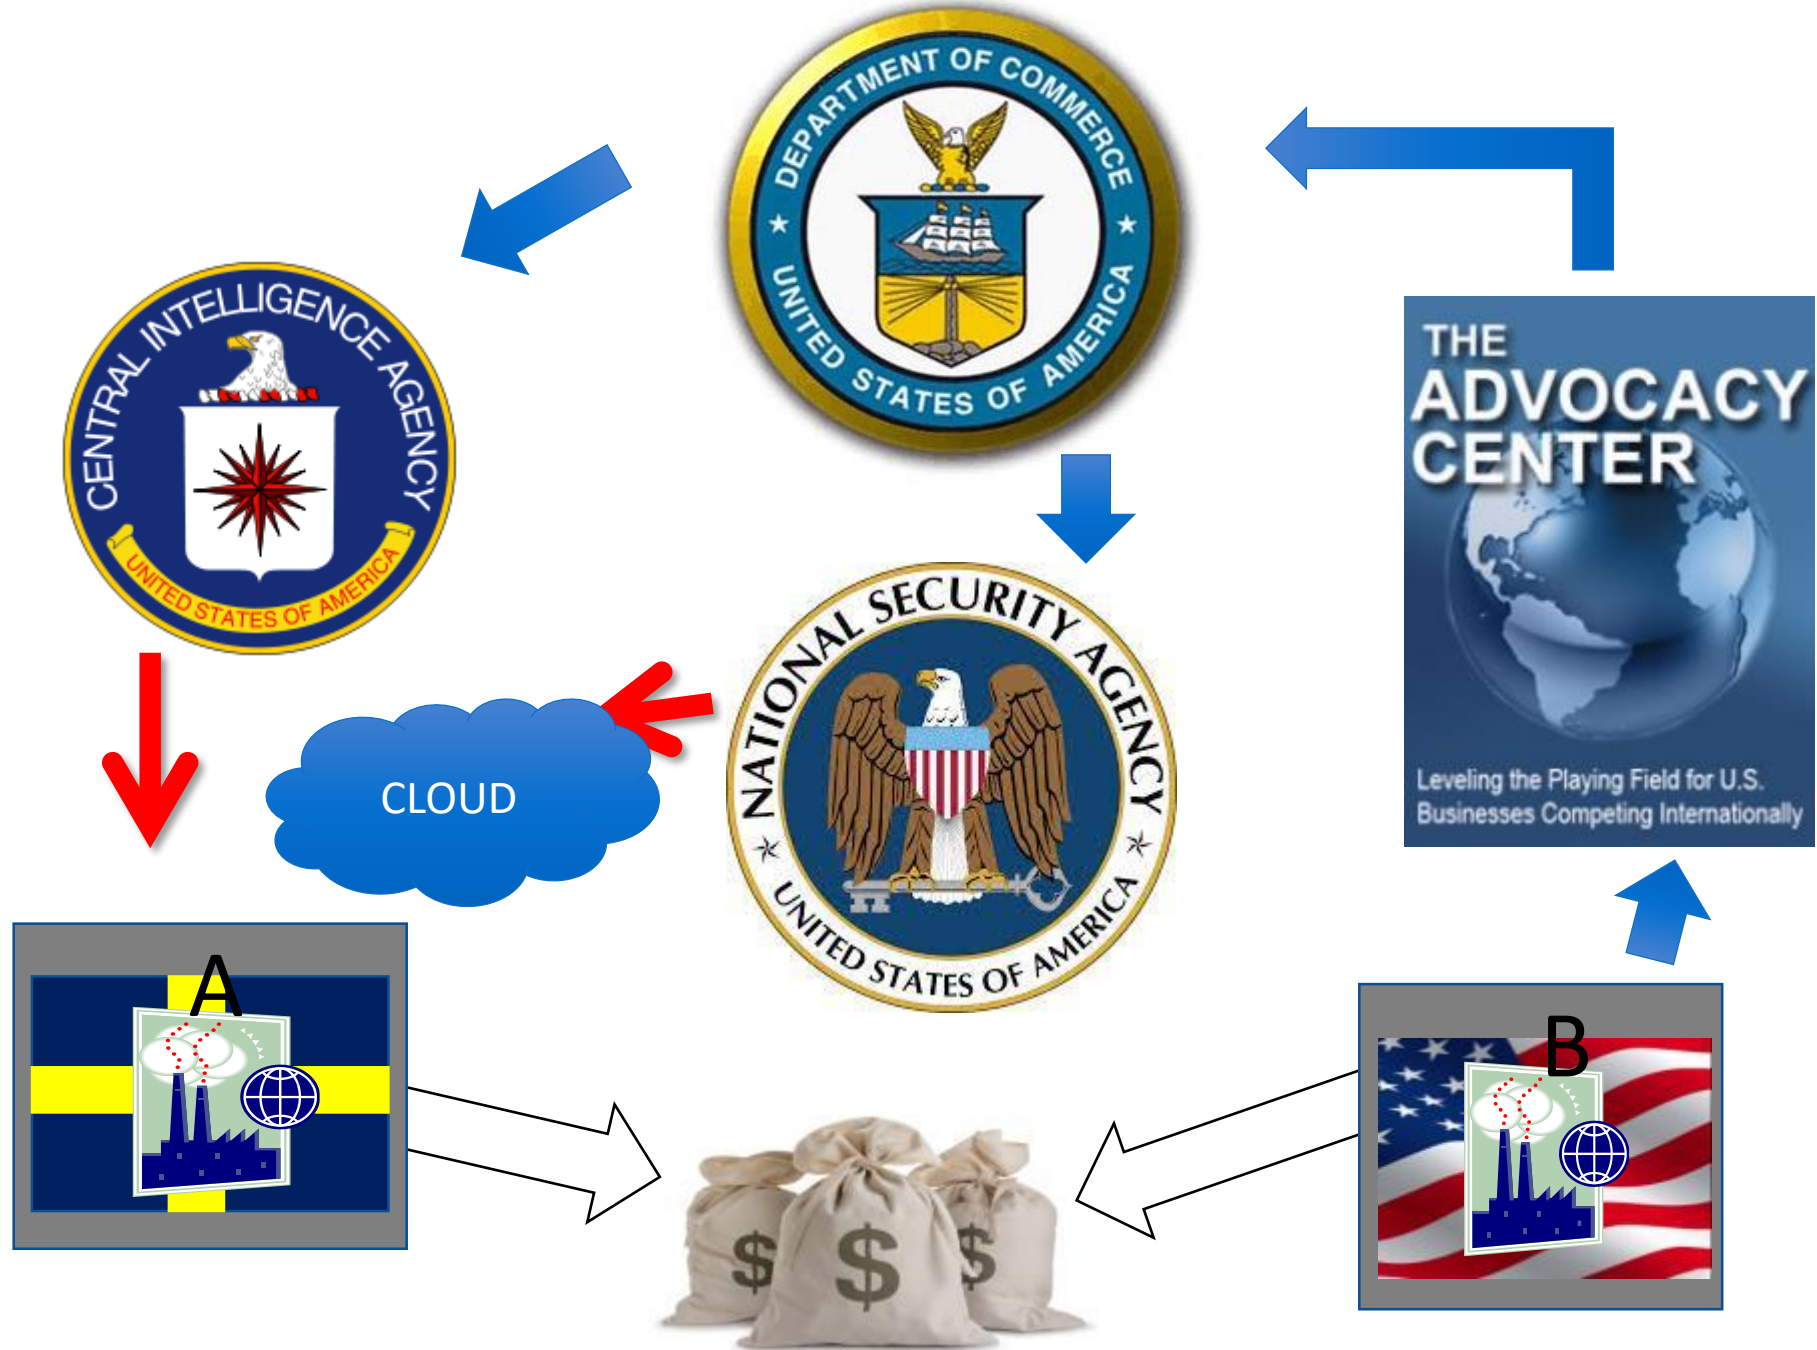 DEPARTMENT OF COMMERCE
UNITED STATES OF AMERICA
CENTRAL INTELLIGENCE AGENCY
UNITED STATES OF AMERICA
THE
ADVOCACY
CENTER
Leveling the Playing Field for U.S.
Businesses Competing Internationally
NATIONAL SECURITY AGENCY
UNITED STATES OF AMERICA
CLOUD
A
B
$
$
$